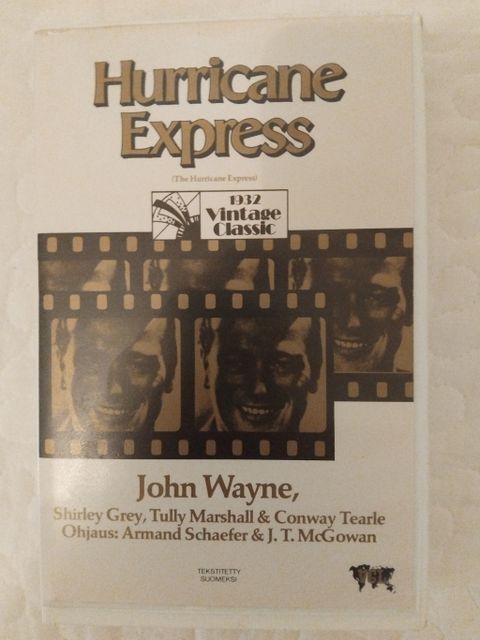 Hurricane
Express
(The Hurricane Express)
1932
Vintage
Classic
John Wayne,
Shirley Grey, Tully Marshall & Conway Tearle
Ohjaus: Armand Schaefer & J. T. McGowan
TEKSTITETTY
SUOMEKSI